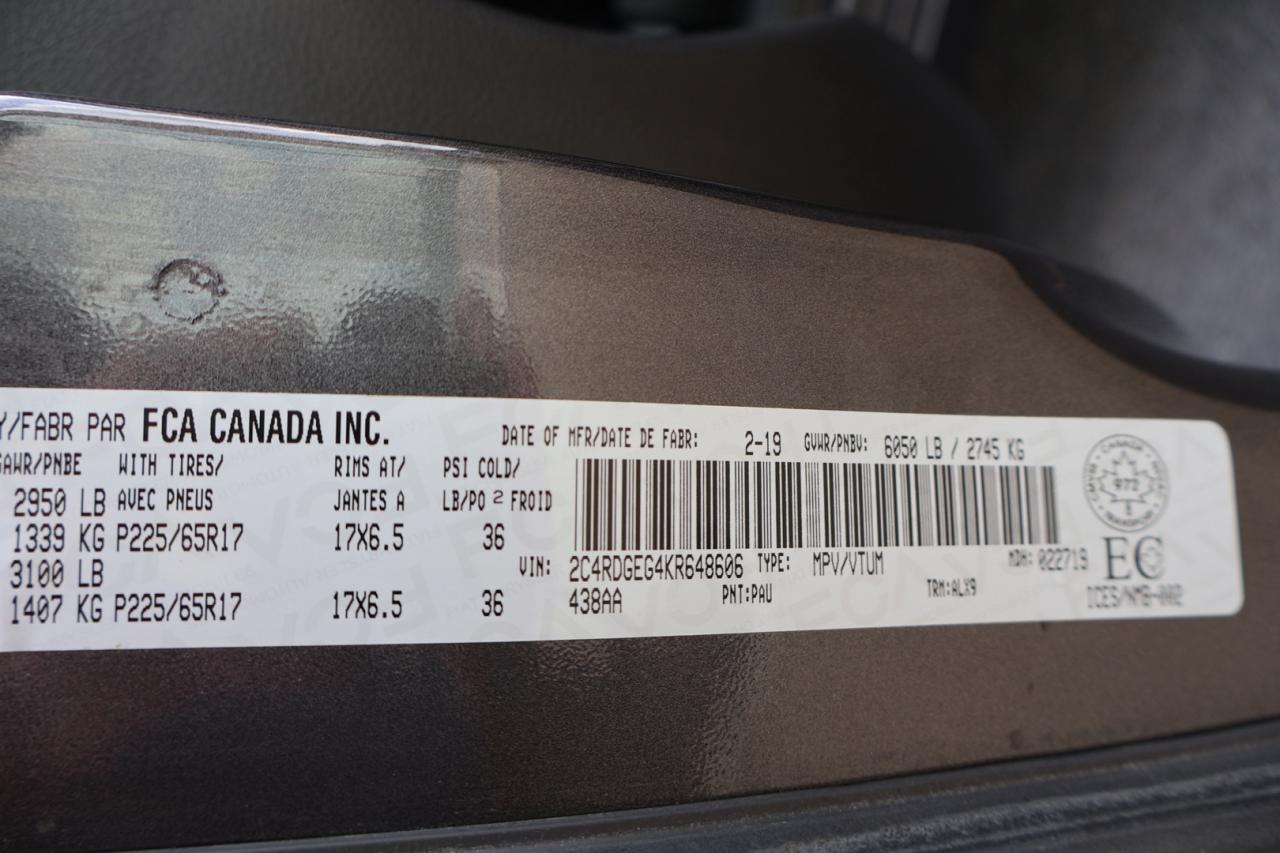 Y/FABR PAR FCA CANADA INC. DATE OF MFR/DATE DE FABR: 2-19 GVWR/PNBV: 6050 LB / 2745 KG
GAWR/PNBE WITH TIRES/ RIMS AT/ PSI COLD/
2950 LB AVEC PNEUS JANTES A LB/PO² FROID
1339 KG P225/65R17 17X6.5 36
3100 LB
1407 KG P225/65R17 17X6.5 36
VIN: 2C4RDGEG4KR648606 TYPE: MPV/VTUM MDH: 022719
438AA PNT:PAU TRM:ALX9
CANADA
972
TRANSPORT
EC
ICES/NMB-002